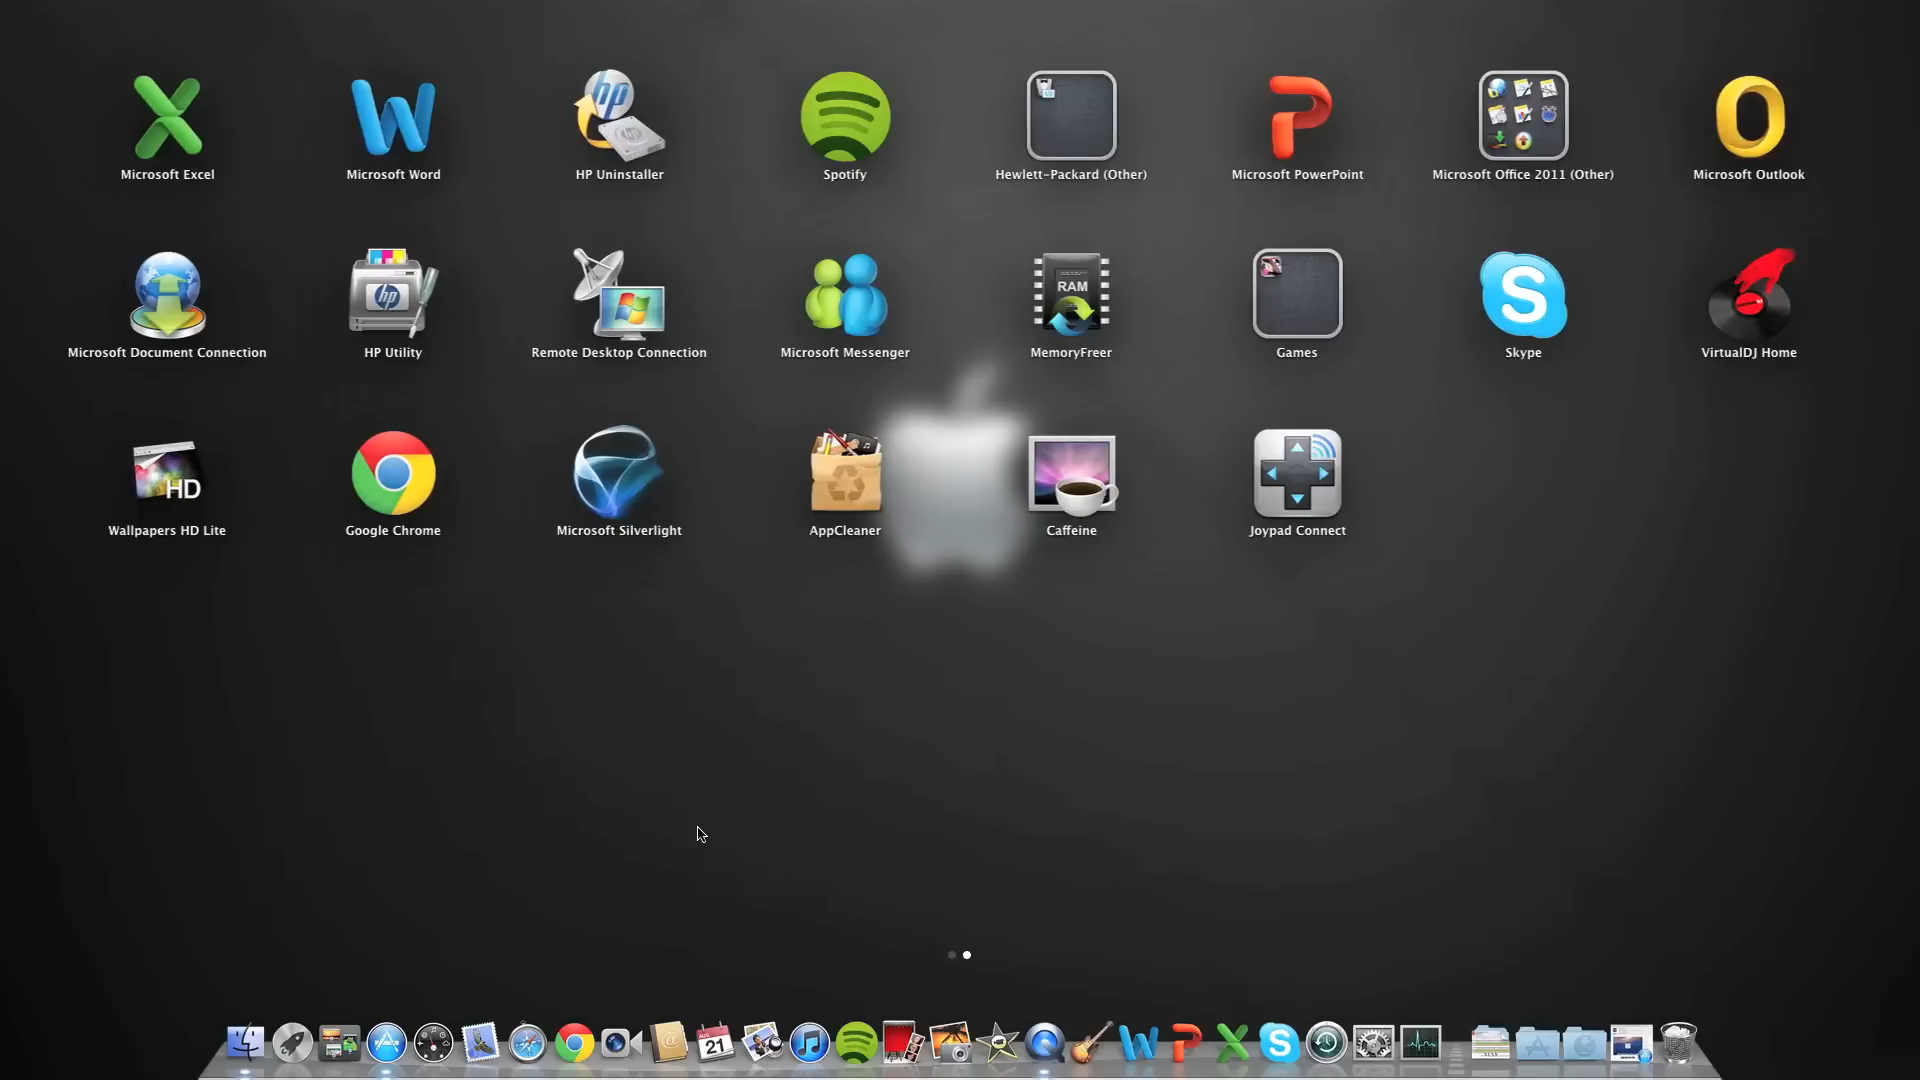 Microsoft Excel
Microsoft Word
HP Uninstaller
Spotify
Hewlett-Packard (Other)
Microsoft PowerPoint
Microsoft Office 2011 (Other)
Microsoft Outlook
Microsoft Document Connection
HP Utility
Remote Desktop Connection
Microsoft Messenger
RAM
MemoryFreer
Games
Skype
VirtualDJ Home
HD
Wallpapers HD Lite
Google Chrome
Microsoft Silverlight
AppCleaner
Caffeine
Joypad Connect
AUG
21